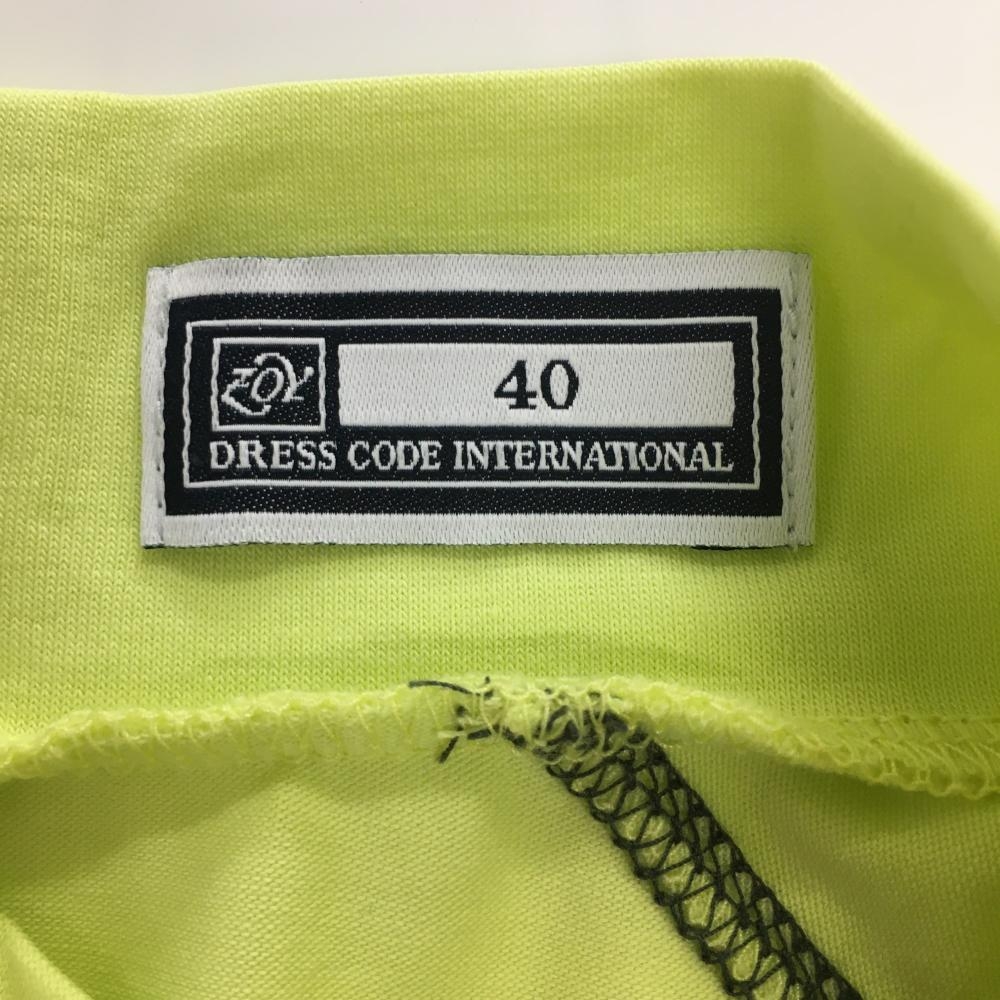 ZOY
40
DRESS CODE INTERNATIONAL